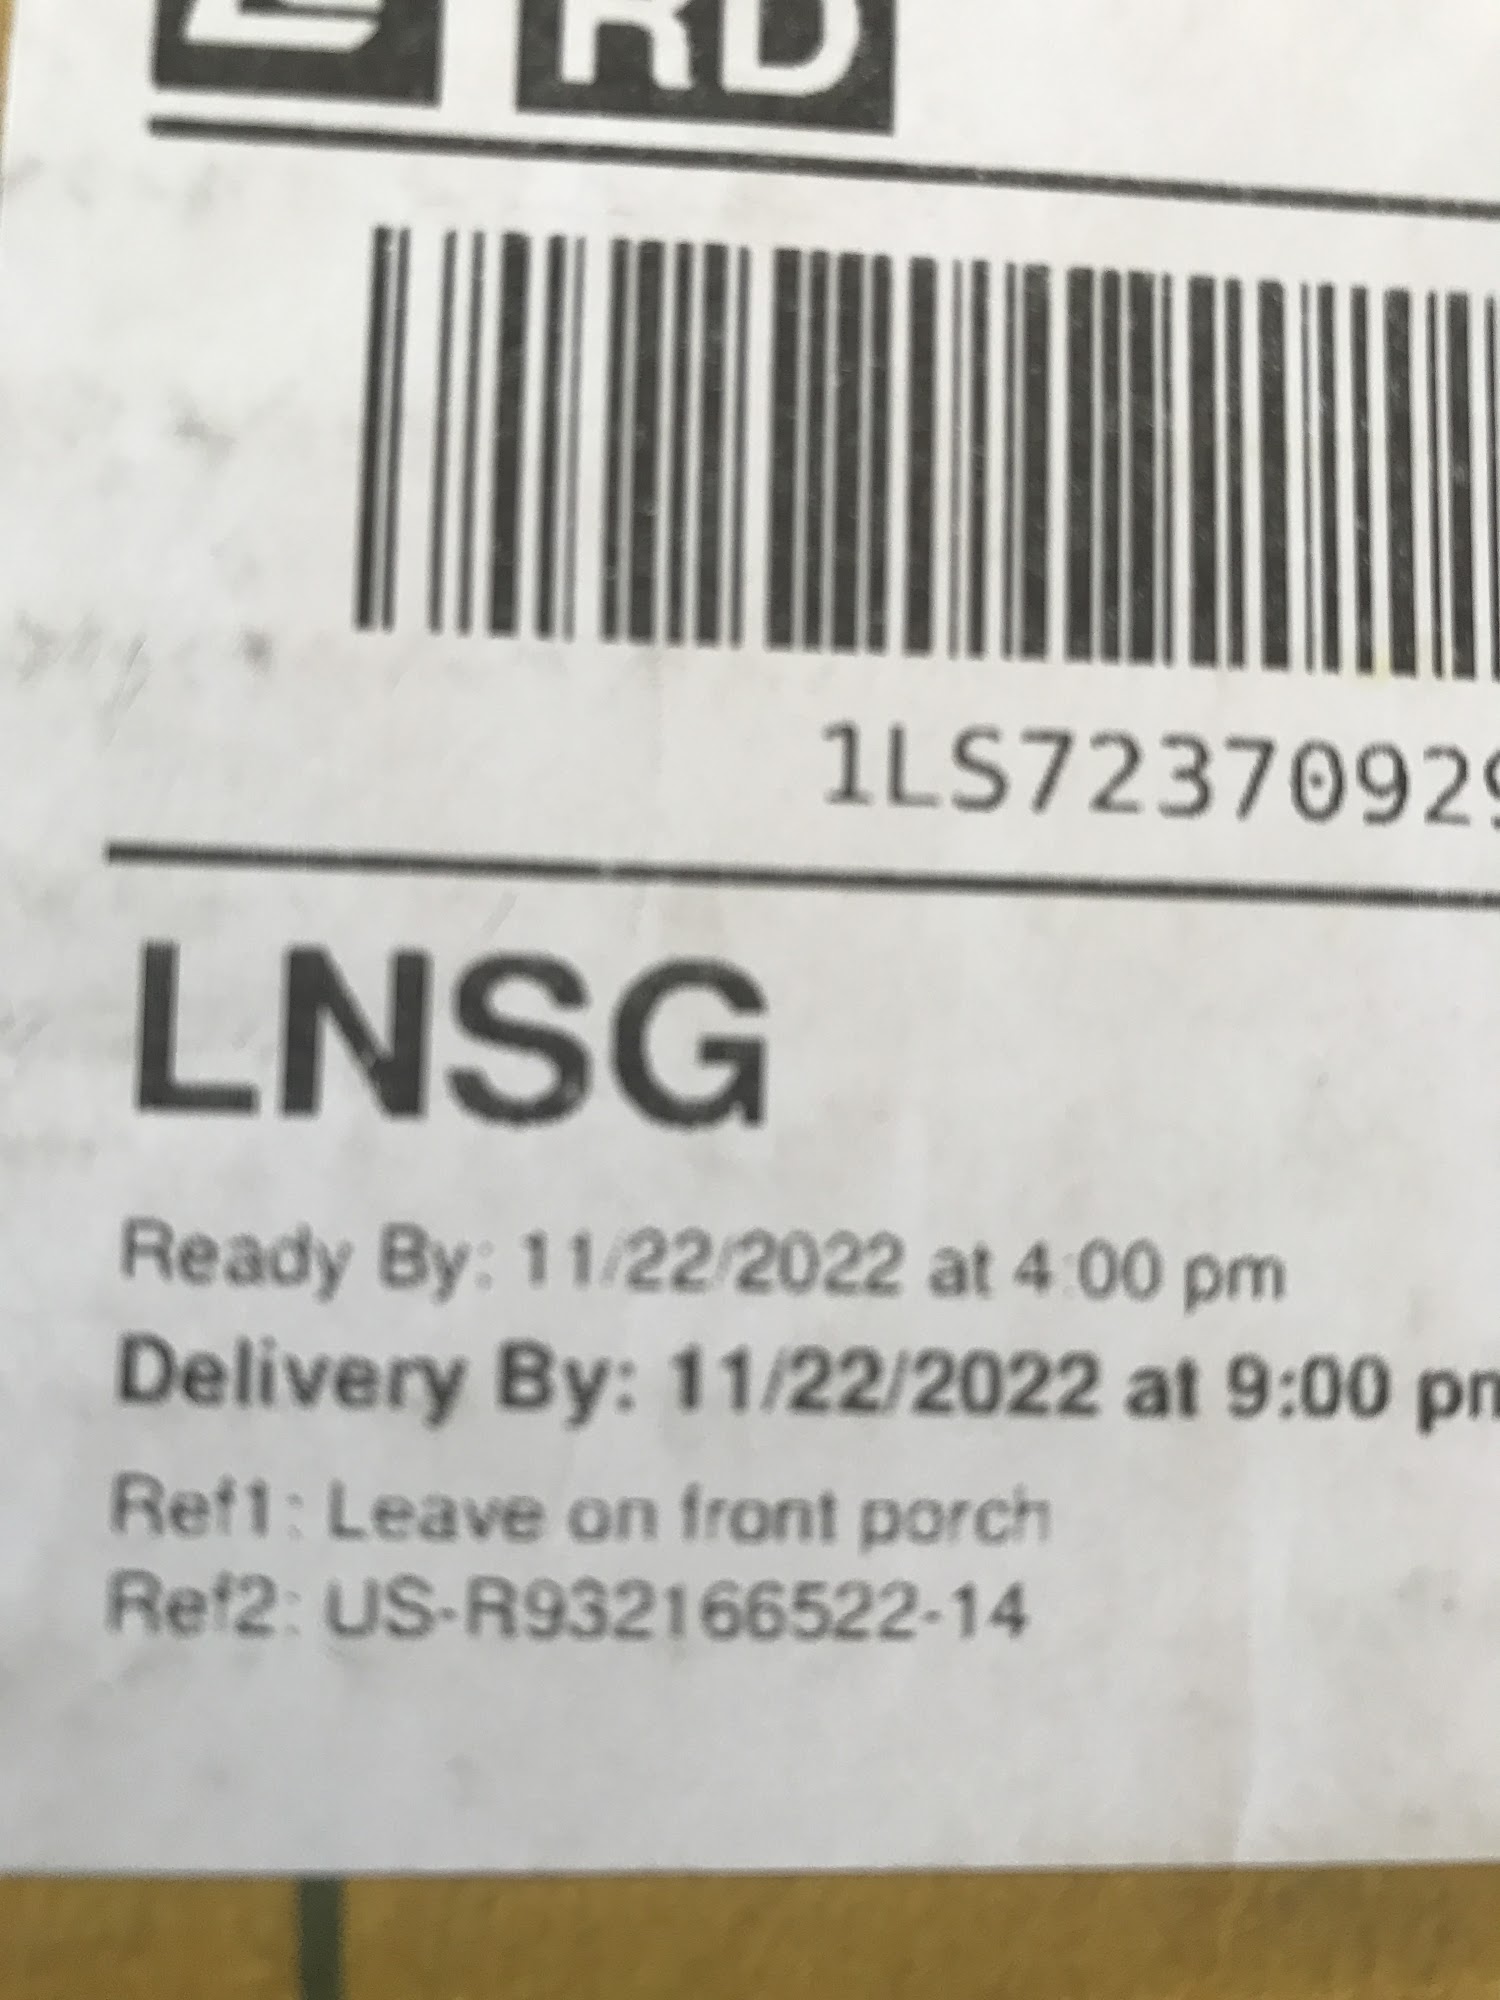 RD
1LS72370929
LNSG
Ready By: 11/22/2022 at 4:00 pm
Delivery By: 11/22/2022 at 9:00 pm
Ref1: Leave on front porch
Ref2: US-R932166522-14